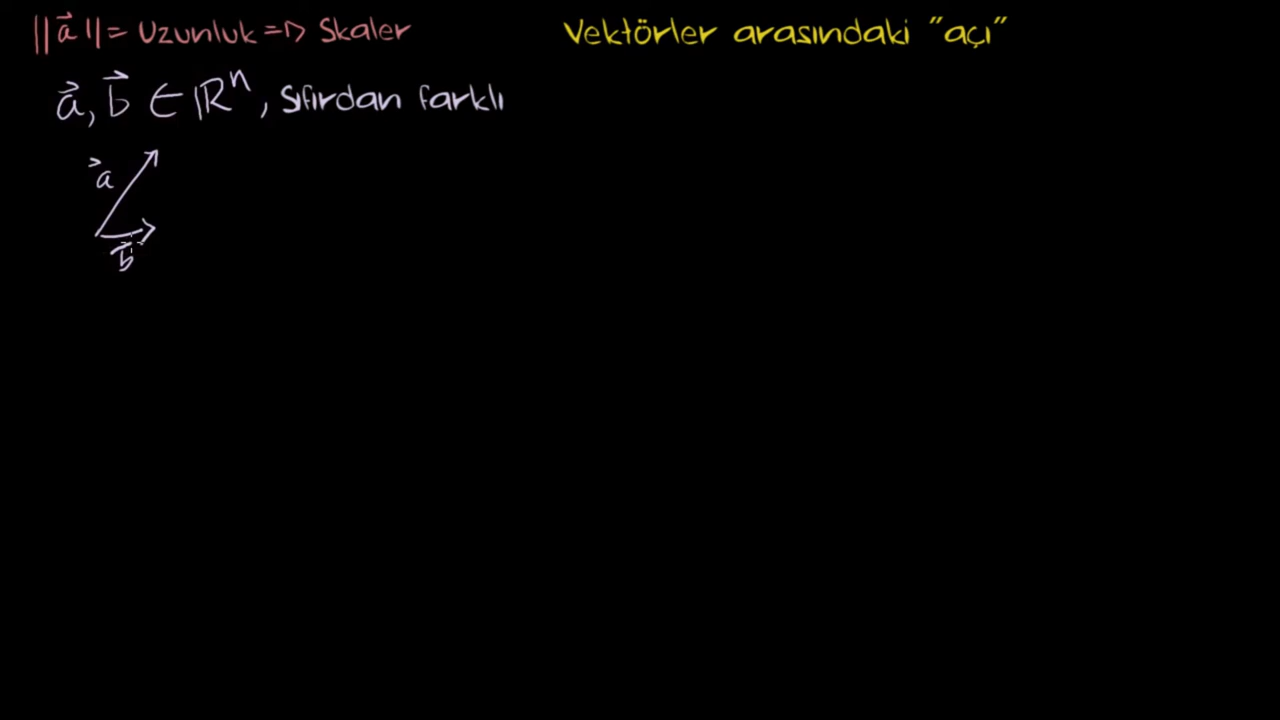 ||a⃗|| = Uzunluk => Skaler
Vektörler arasındaki "açı"
a⃗, b⃗ ∈ ℝⁿ, Sıfırdan farklı
a⃗
b⃗